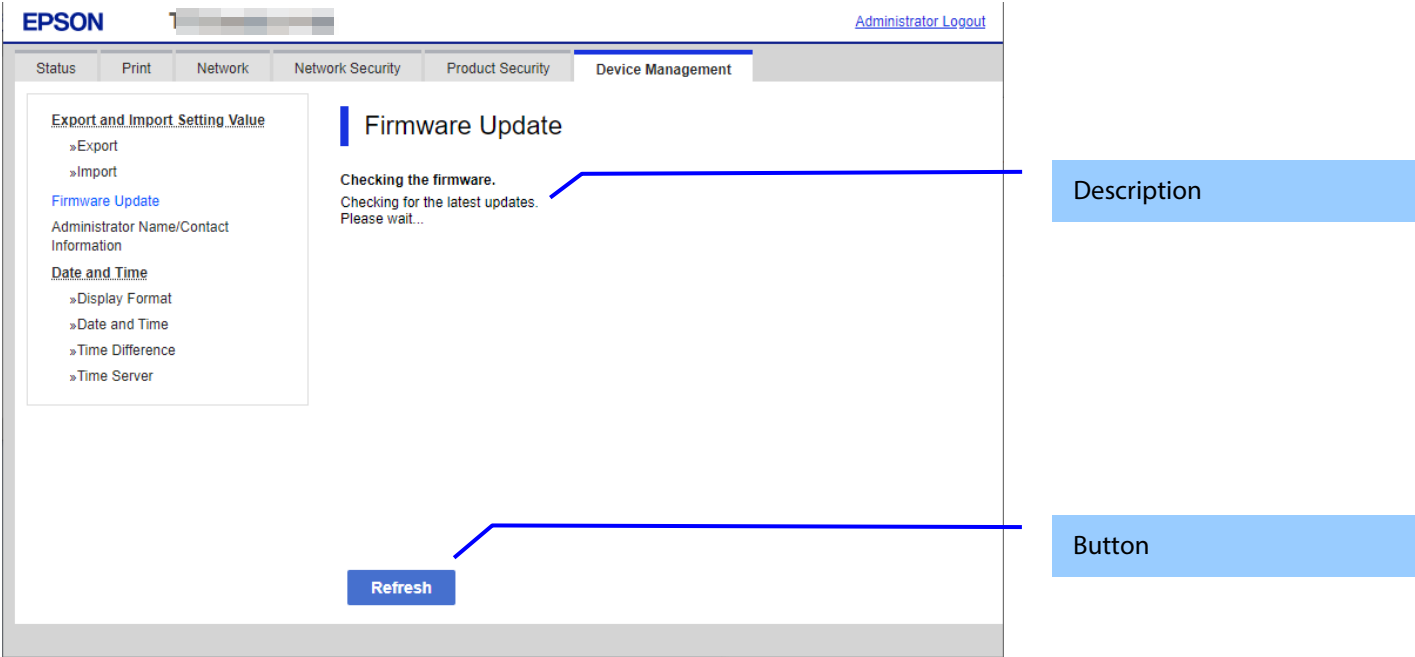 EPSON
Administrator Logout
Status Print Network Network Security Product Security Device Management
Export and Import Setting Value
»Export
»Import
Firmware Update
Administrator Name/Contact
Information
Date and Time
»Display Format
»Date and Time
»Time Difference
»Time Server
Firmware Update
Checking the firmware.
Checking for the latest updates.
Please wait...
Refresh
Description
Button